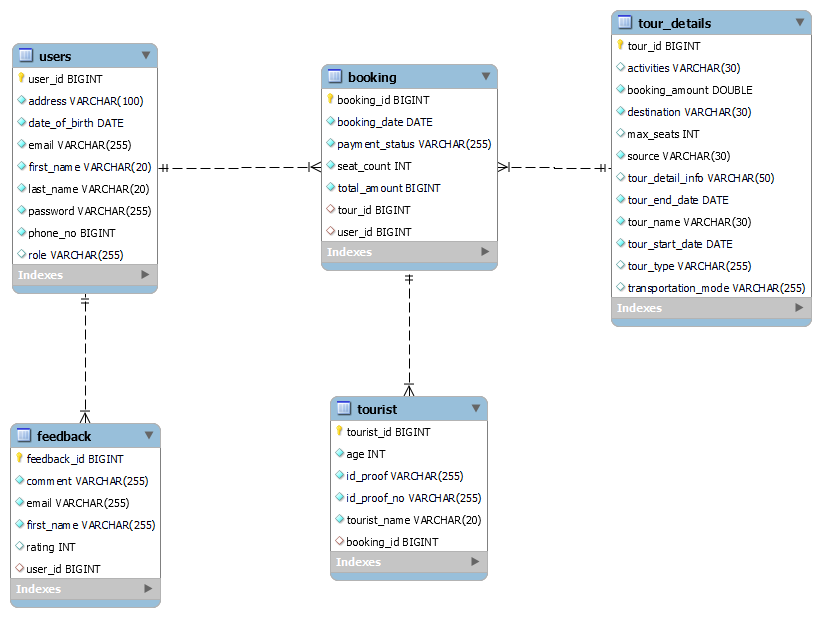 users
user_id BIGINT
address VARCHAR(100)
date_of_birth DATE
email VARCHAR(255)
first_name VARCHAR(20)
last_name VARCHAR(20)
password VARCHAR(255)
phone_no BIGINT
role VARCHAR(255)
Indexes
booking
booking_id BIGINT
booking_date DATE
payment_status VARCHAR(255)
seat_count INT
total_amount BIGINT
tour_id BIGINT
user_id BIGINT
Indexes
tour_details
tour_id BIGINT
activities VARCHAR(30)
booking_amount DOUBLE
destination VARCHAR(30)
max_seats INT
source VARCHAR(30)
tour_detail_info VARCHAR(50)
tour_end_date DATE
tour_name VARCHAR(30)
tour_start_date DATE
tour_type VARCHAR(255)
transportation_mode VARCHAR(255)
Indexes
feedback
feedback_id BIGINT
comment VARCHAR(255)
email VARCHAR(255)
first_name VARCHAR(255)
rating INT
user_id BIGINT
Indexes
tourist
tourist_id BIGINT
age INT
id_proof VARCHAR(255)
id_proof_no VARCHAR(255)
tourist_name VARCHAR(20)
booking_id BIGINT
Indexes